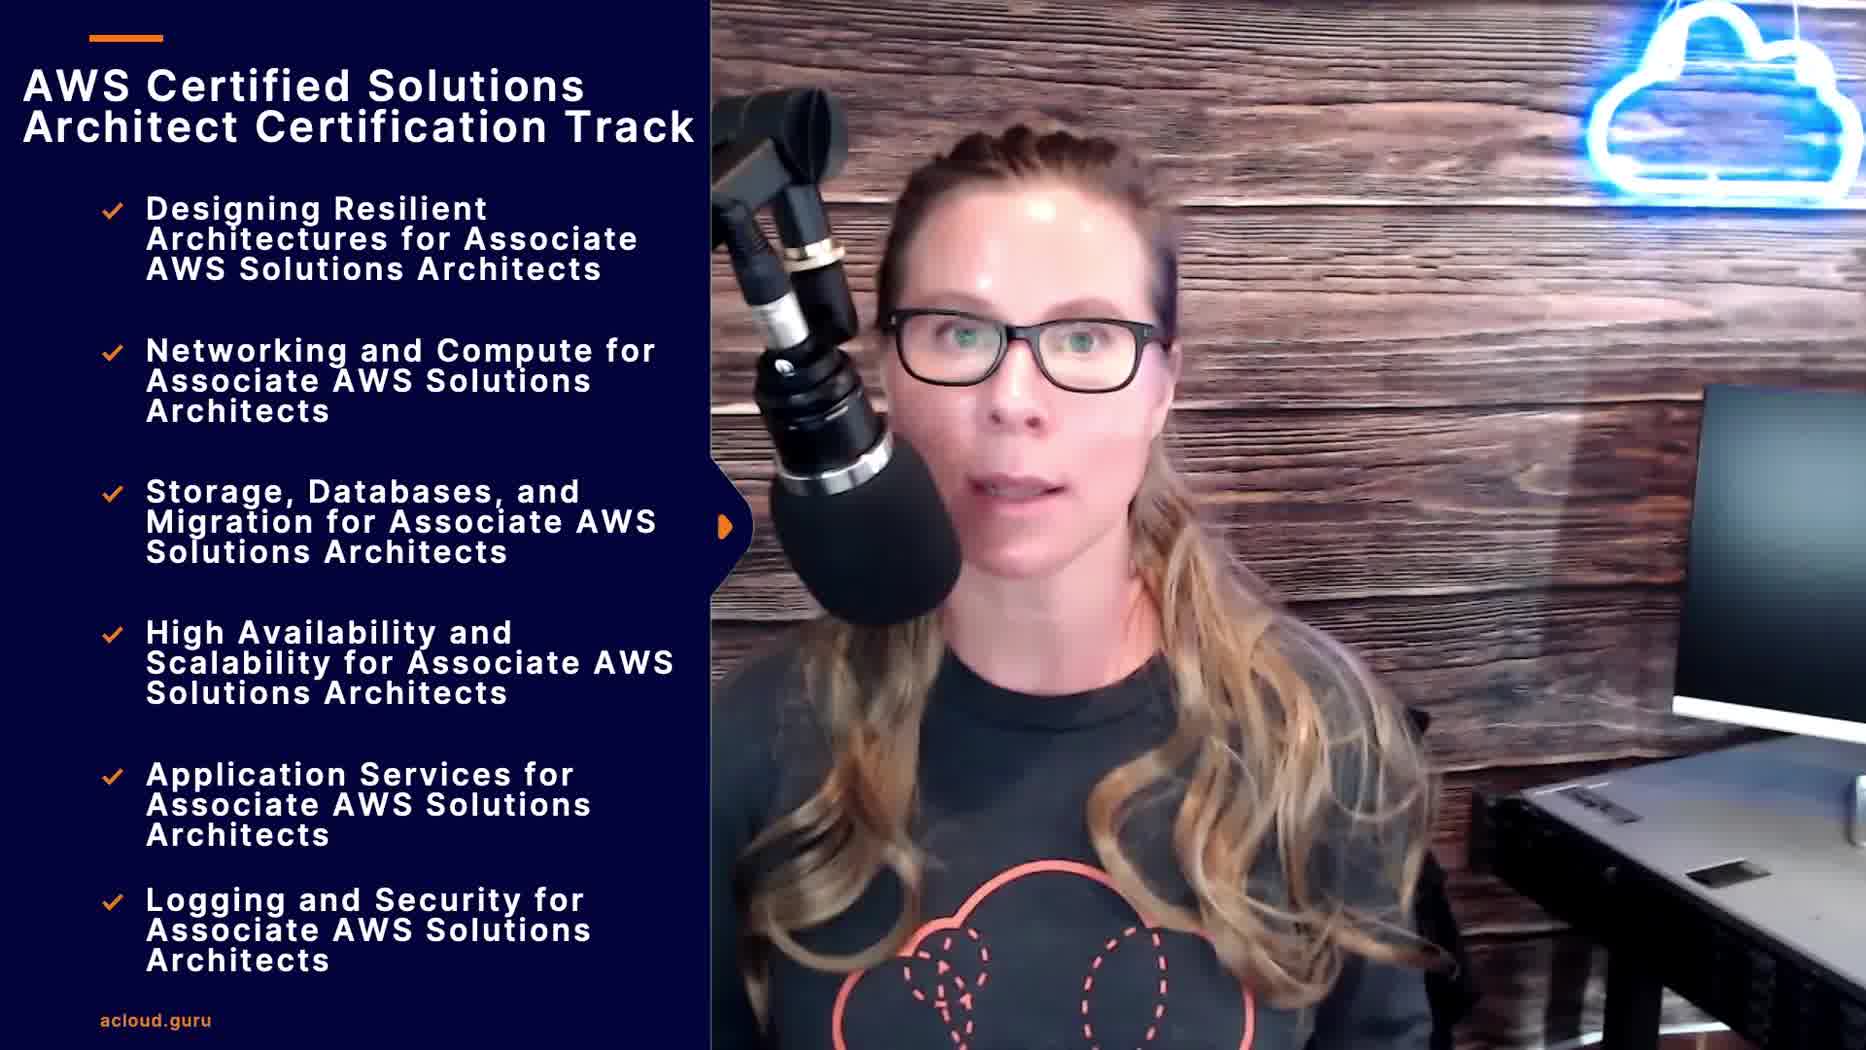 AWS Certified Solutions
Architect Certification Track
Designing Resilient
Architectures for Associate
AWS Solutions Architects
Networking and Compute for
Associate AWS Solutions
Architects
Storage, Databases, and
Migration for Associate AWS
Solutions Architects
High Availability and
Scalability for Associate AWS
Solutions Architects
Application Services for
Associate AWS Solutions
Architects
Logging and Security for
Associate AWS Solutions
Architects
acloud.guru